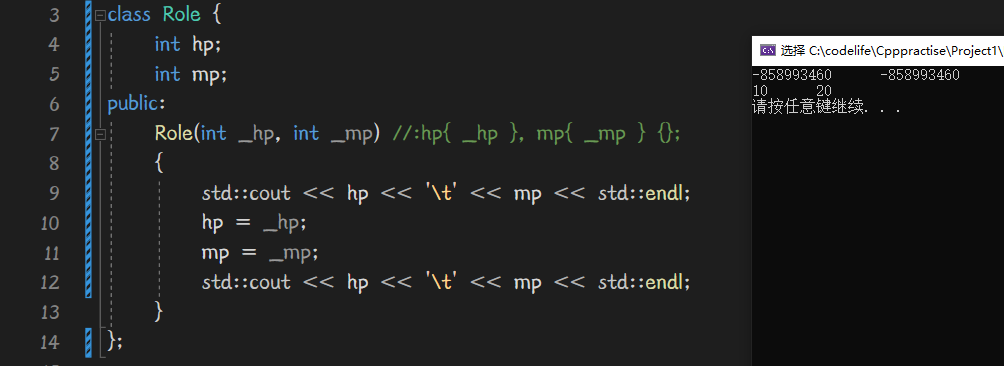 3 class Role {
4 int hp;
5 int mp;
6 public:
7 Role(int _hp, int _mp) //:hp{ _hp }, mp{ _mp } {};
8 {
9 std::cout << hp << '\t' << mp << std::endl;
10 hp = _hp;
11 mp = _mp;
12 std::cout << hp << '\t' << mp << std::endl;
13 }
14 };
选择 C:\codelife\Cpppractise\Project1\
-858993460 -858993460
10 20
请按任意键继续. . .